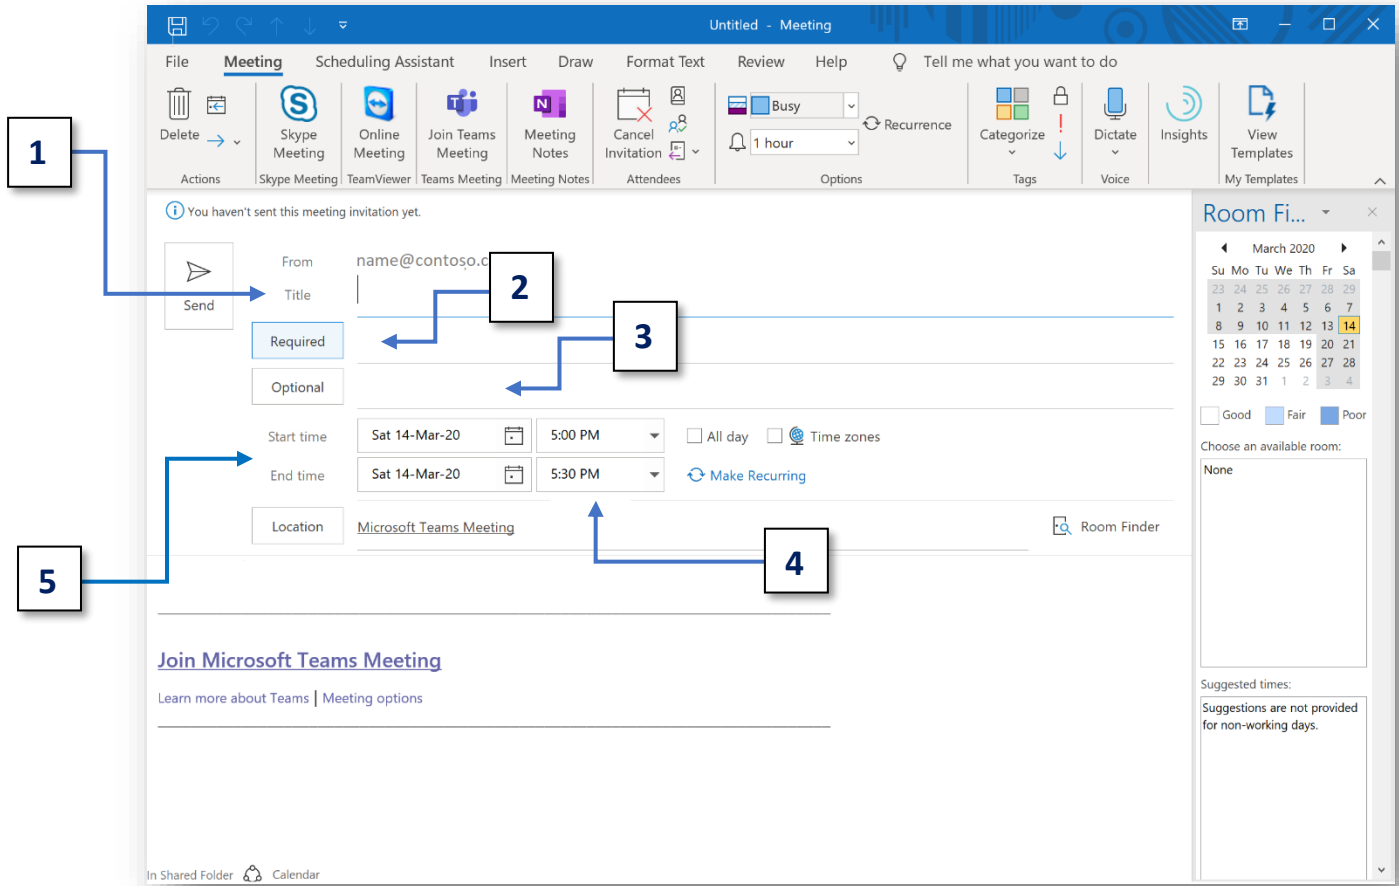 Untitled - Meeting
File Meeting Scheduling Assistant Insert Draw Format Text Review Help Tell me what you want to do
Delete
Skype Meeting
Online Meeting
Join Teams Meeting
Meeting Notes
Cancel Invitation
Busy
1 hour
Recurrence
Categorize
Dictate
Insights
View Templates
Actions Skype Meeting TeamViewer Teams Meeting Meeting Notes Attendees Options Tags Voice My Templates
1
You haven't sent this meeting invitation yet.
Send
From name@contoso.c
Title
2
Required
3
Optional
Start time Sat 14-Mar-20 5:00 PM All day Time zones
End time Sat 14-Mar-20 5:30 PM Make Recurring
Location Microsoft Teams Meeting Room Finder
4
5
Join Microsoft Teams Meeting
Learn more about Teams | Meeting options
In Shared Folder Calendar
Room Fi...
March 2020
Su Mo Tu We Th Fr Sa
23 24 25 26 27 28 29
1 2 3 4 5 6 7
8 9 10 11 12 13 14
15 16 17 18 19 20 21
22 23 24 25 26 27 28
29 30 31 1 2 3 4
Good Fair Poor
Choose an available room:
None
Suggested times:
Suggestions are not provided
for non-working days.